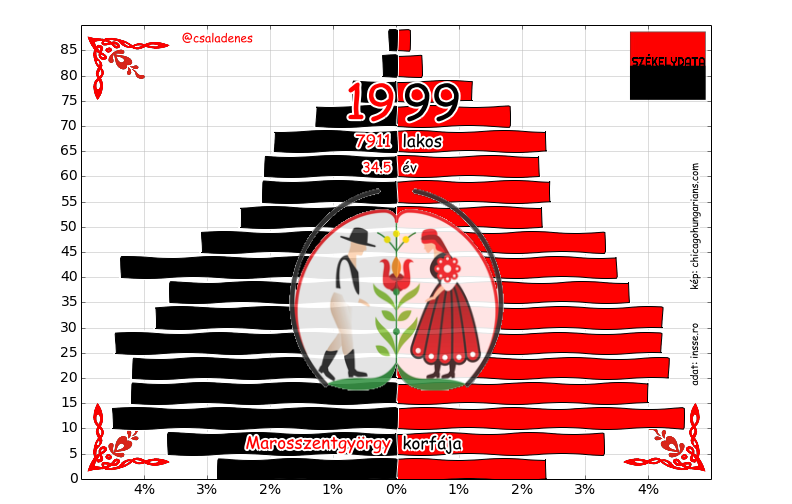 @csaladenes
SZÉKELYDATA
1999
7911 lakos
34.5 év
kép: chicagohungarians.com
adat: insse.ro
Marosszentgyörgy korfája
85
80
75
70
65
60
55
50
45
40
35
30
25
20
15
10
5
0
4% 3% 2% 1% 0% 1% 2% 3% 4%